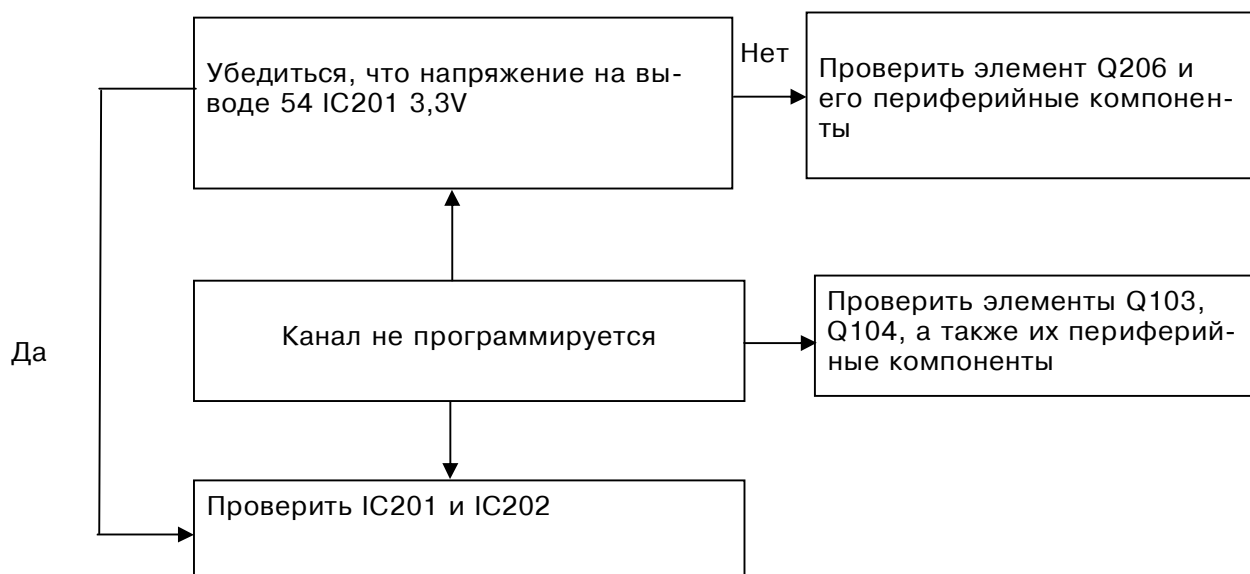 Убедиться, что напряжение на вы-
воде 54 IC201 3,3V
Нет
Проверить элемент Q206 и
его периферийные компонен-
ты
Канал не программируется
Проверить элементы Q103,
Q104, а также их периферий-
ные компоненты
Да
Проверить IC201 и IC202